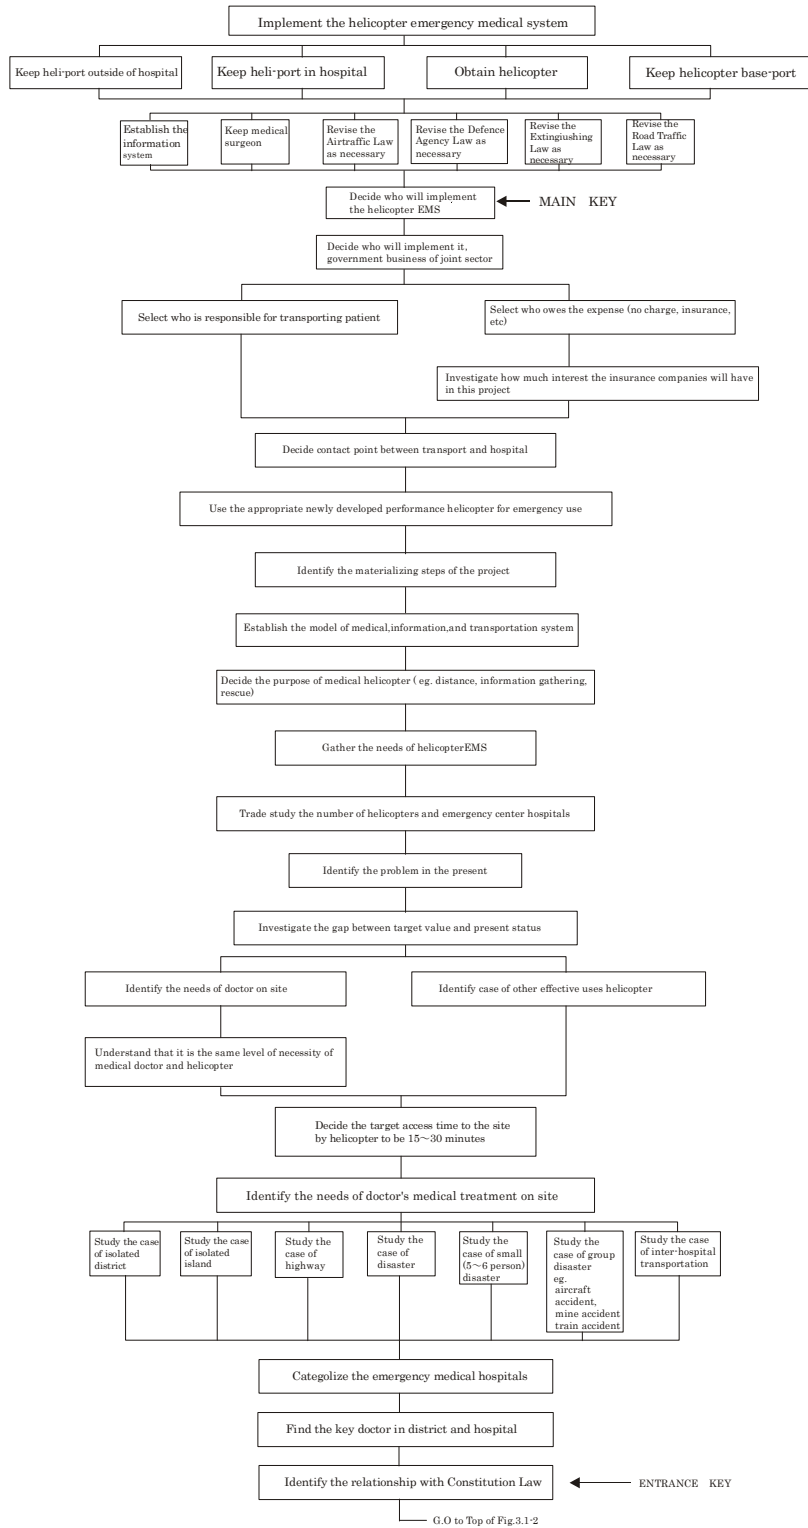 Implement the helicopter emergency medical system
Keep heli-port outside of hospital
Keep heli-port in hospital
Obtain helicopter
Keep helicopter base-port
Establish the
information
system
Keep medical
surgeon
Revise the
Airtraffic Law
as necessary
Revise the Defence
Agency Law as
necessary
Revise the
Extingiushing
Law as
necessary
Revise the
Road Traffic
Law as
necessary
Decide who will implement
the helicopter EMS
MAIN KEY
Decide who will implement it,
government business of joint sector
Select who is responsible for transporting patient
Select who owes the expense (no charge, insurance,
etc)
Investigate how much interest the insurance companies will have
in this project
Decide contact point between transport and hospital
Use the appropriate newly developed performance helicopter for emergency use
Identify the materializing steps of the project
Establish the model of medical,information,and transportation system
Decide the purpose of medical helicopter ( eg. distance, information gathering,
rescue)
Gather the needs of helicopterEMS
Trade study the number of helicopters and emergency center hospitals
Identify the problem in the present
Investigate the gap between target value and present status
Identify the needs of doctor on site
Identify case of other effective uses helicopter
Understand that it is the same level of necessity of
medical doctor and helicopter
Decide the target access time to the site
by helicopter to be 15～30 minutes
Identify the needs of doctor's medical treatment on site
Study the case
of isolated
district
Study the case
of isolated
island
Study the
case of
highway
Study the
case of
disaster
Study the
case of small
(5～6 person)
disaster
Study the
case of group
disaster
eg.
aircraft
accident,
mine accident
train accident
Study the case
of inter-hospital
transportation
Categolize the emergency medical hospitals
Find the key doctor in district and hospital
Identify the relationship with Constitution Law
ENTRANCE KEY
G.O to Top of Fig.3.1-2